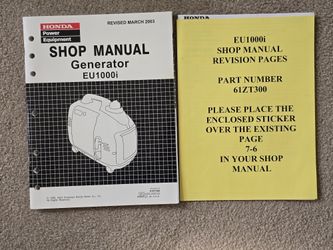 HONDA
Power
Equipment
REVISED MARCH 2003
SHOP MANUAL
Generator
EU1000i
HONDA
EU1000i
SHOP MANUAL
REVISION PAGES
PART NUMBER
61ZT300
PLEASE PLACE THE
ENCLOSED STICKER
OVER THE EXISTING
PAGE
7-6
IN YOUR SHOP
MANUAL